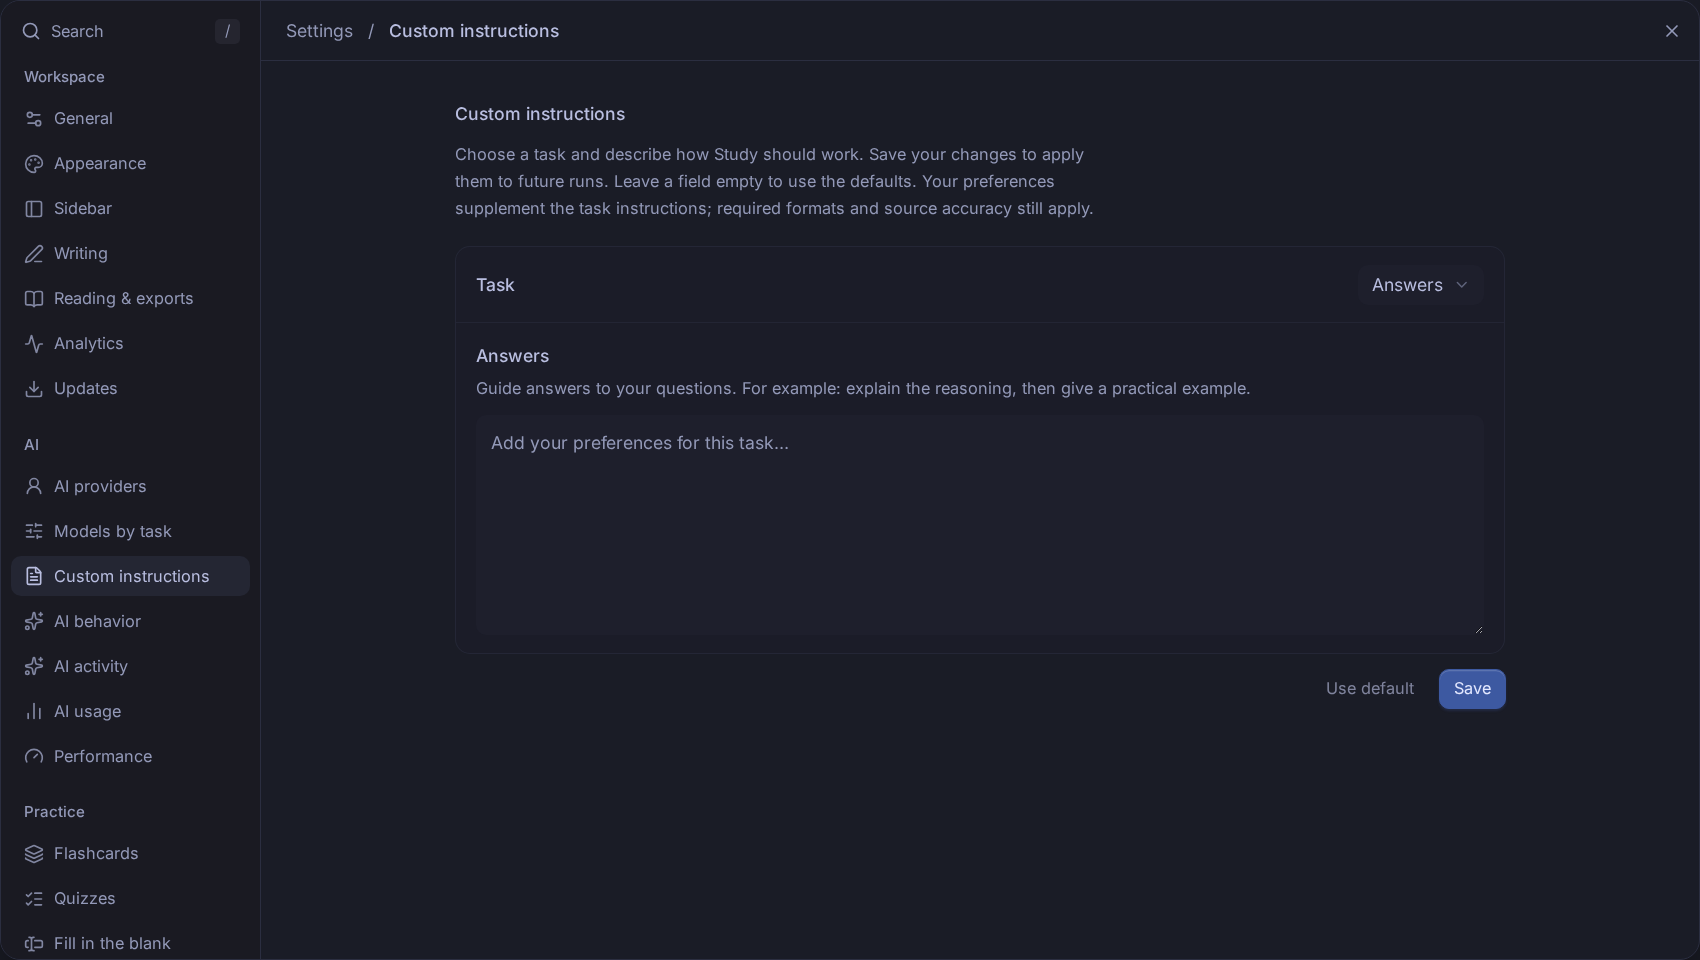 Search /
Workspace
General
Appearance
Sidebar
Writing
Reading & exports
Analytics
Updates
AI
AI providers
Models by task
Custom instructions
AI behavior
AI activity
AI usage
Performance
Practice
Flashcards
Quizzes
Fill in the blank
Settings / Custom instructions
Custom instructions
Choose a task and describe how Study should work. Save your changes to apply
them to future runs. Leave a field empty to use the defaults. Your preferences
supplement the task instructions; required formats and source accuracy still apply.
Task
Answers
Answers
Guide answers to your questions. For example: explain the reasoning, then give a practical example.
Add your preferences for this task...
Use default
Save